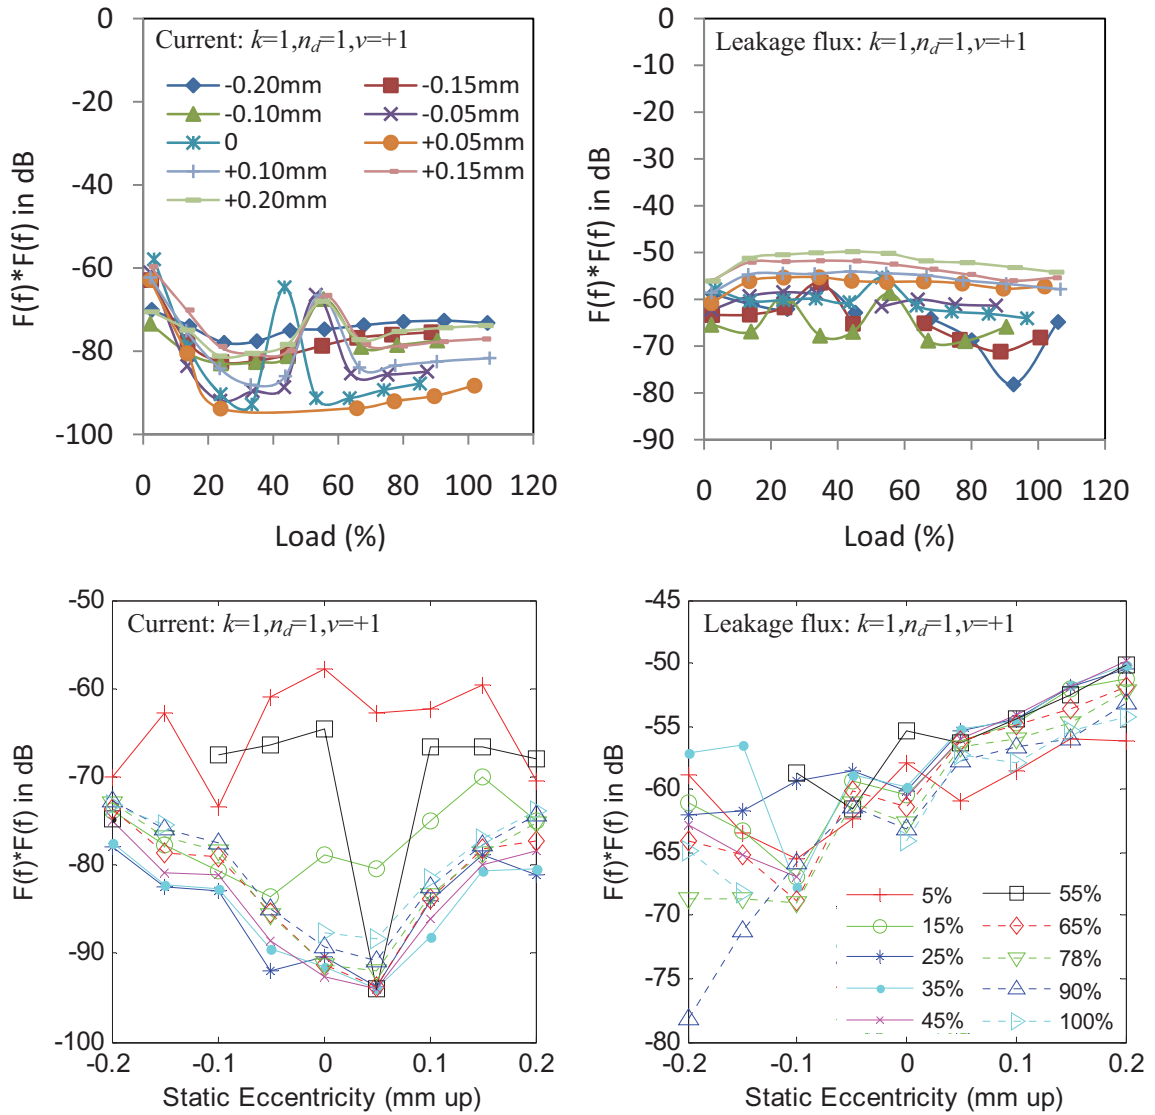 Current: k=1,n_d=1,v=+1
-0.20mm
-0.15mm
-0.10mm
-0.05mm
0
+0.05mm
+0.10mm
+0.15mm
+0.20mm
F(f)*F(f) in dB
0
-20
-40
-60
-80
-100
0 20 40 60 80 100 120
Load (%)
Leakage flux: k=1,n_d=1,v=+1
F(f)*F(f) in dB
0
-10
-20
-30
-40
-50
-60
-70
-80
-90
0 20 40 60 80 100 120
Load (%)
Current: k=1,n_d=1,v=+1
F(f)*F(f) in dB
-50
-60
-70
-80
-90
-100
-0.2 -0.1 0 0.1 0.2
Static Eccentricity (mm up)
Leakage flux: k=1,n_d=1,v=+1
F(f)*F(f) in dB
-45
-50
-55
-60
-65
-70
-75
-80
5%
15%
25%
35%
45%
55%
65%
78%
90%
100%
-0.2 -0.1 0 0.1 0.2
Static Eccentricity (mm up)